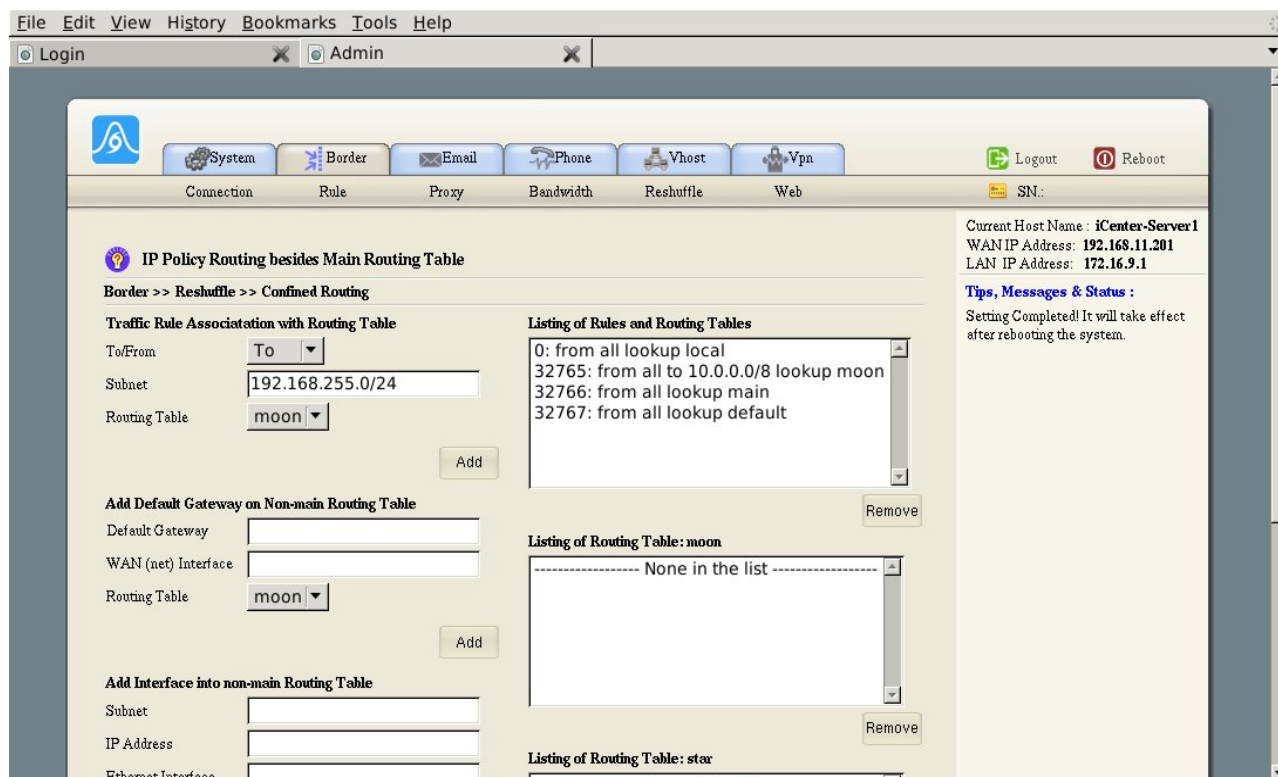 File Edit View History Bookmarks Tools Help
Login
Admin
System
Border
Email
Phone
Vhost
Vpn
Logout
Reboot
Connection
Rule
Proxy
Bandwidth
Reshuffle
Web
SN.:
Current Host Name : iCenter-Server1
WAN IP Address: 192.168.11.201
LAN IP Address: 172.16.9.1
Tips, Messages & Status :
Setting Completed! It will take effect
after rebooting the system.
IP Policy Routing besides Main Routing Table
Border >> Reshuffle >> Confined Routing
Traffic Rule Associatation with Routing Table
To/From
To
Subnet
192.168.255.0/24
Routing Table
moon
Add
Add Default Gateway on Non-main Routing Table
Default Gateway
WAN (net) Interface
Routing Table
moon
Add
Add Interface into non-main Routing Table
Subnet
IP Address
Ethernet Interface
Listing of Rules and Routing Tables
0: from all lookup local
32765: from all to 10.0.0.0/8 lookup moon
32766: from all lookup main
32767: from all lookup default
Remove
Listing of Routing Table: moon
------------------ None in the list ------------------
Remove
Listing of Routing Table: star